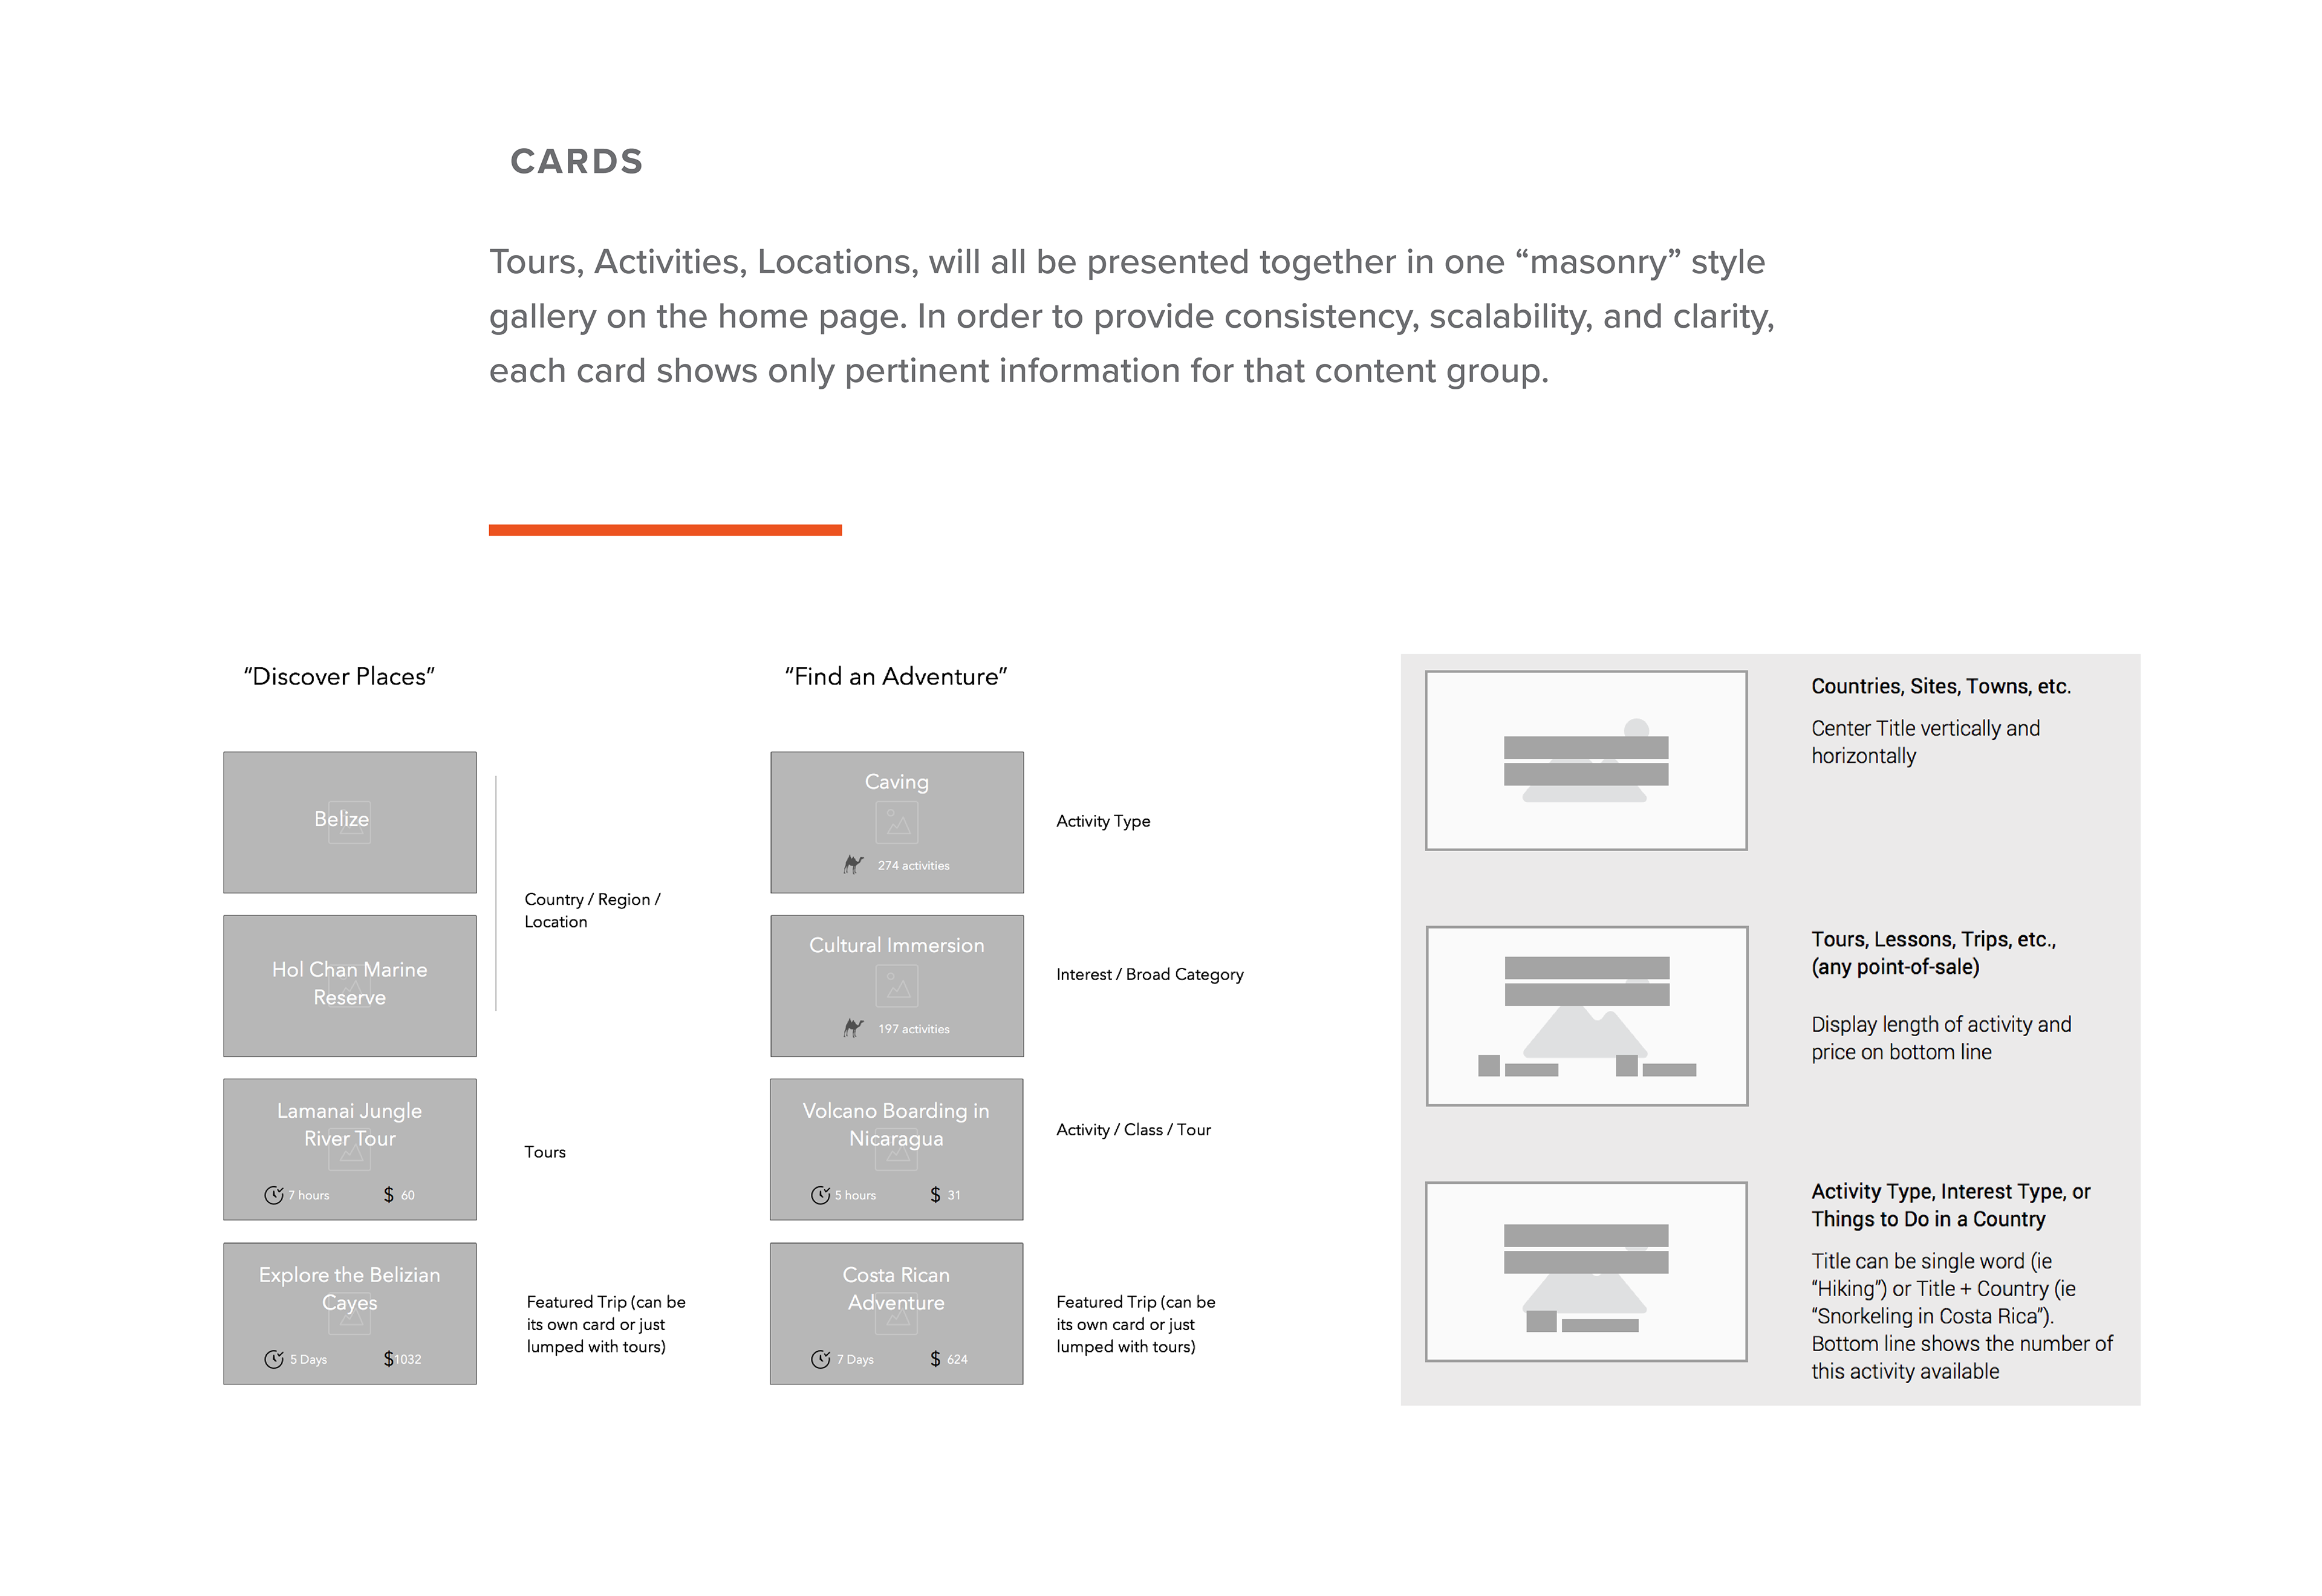 CARDS
Tours, Activities, Locations, will all be presented together in one “masonry” style
gallery on the home page. In order to provide consistency, scalability, and clarity,
each card shows only pertinent information for that content group.
“Discover Places”
Belize
Hol Chan Marine
Reserve
Country / Region /
Location
Lamanai Jungle
River Tour
7 hours
$ 60
Tours
Explore the Belizian
Cayes
5 Days
$1032
Featured Trip (can be
its own card or just
lumped with tours)
“Find an Adventure”
Caving
274 activities
Activity Type
Cultural Immersion
197 activities
Interest / Broad Category
Volcano Boarding in
Nicaragua
5 hours
$ 31
Activity / Class / Tour
Costa Rican
Adventure
7 Days
$ 624
Featured Trip (can be
its own card or just
lumped with tours)
Countries, Sites, Towns, etc.
Center Title vertically and
horizontally
Tours, Lessons, Trips, etc.,
(any point-of-sale)
Display length of activity and
price on bottom line
Activity Type, Interest Type, or
Things to Do in a Country
Title can be single word (ie
“Hiking”) or Title + Country (ie
“Snorkeling in Costa Rica”).
Bottom line shows the number of
this activity available